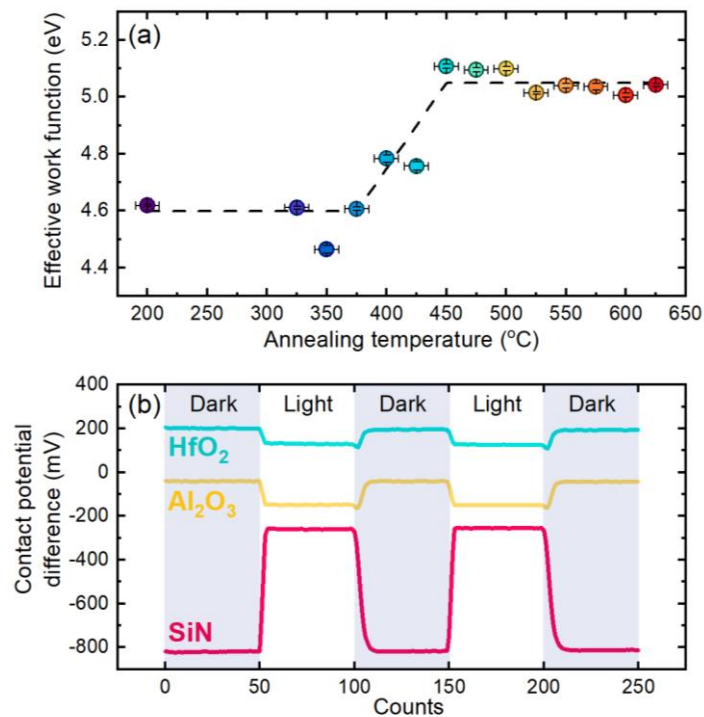 (a)
Effective work function (eV)
5.2
5.0
4.8
4.6
4.4
200 250 300 350 400 450 500 550 600 650
Annealing temperature (°C)
(b)
Contact potential
difference (mV)
400
200
0
-200
-400
-600
-800
Dark Light Dark Light Dark
HfO₂
Al₂O₃
SiN
0 50 100 150 200 250
Counts